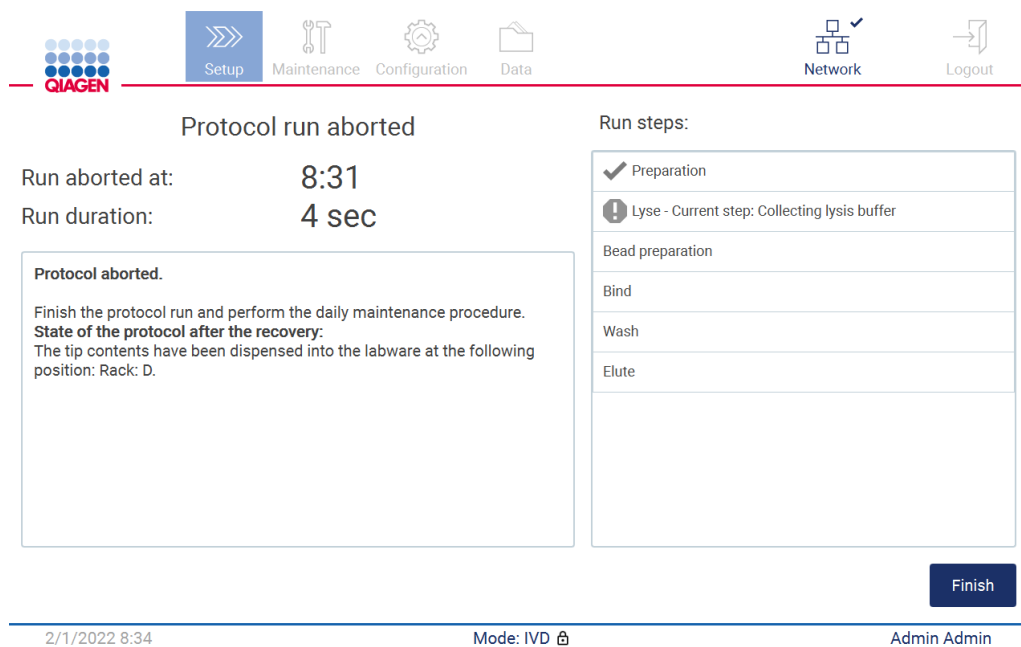 QIAGEN
Setup
Maintenance
Configuration
Data
Network
Logout
Protocol run aborted
Run aborted at: 8:31
Run duration: 4 sec
Protocol aborted.
Finish the protocol run and perform the daily maintenance procedure.
State of the protocol after the recovery:
The tip contents have been dispensed into the labware at the following
position: Rack: D.
Run steps:
Preparation
Lyse - Current step: Collecting lysis buffer
Bead preparation
Bind
Wash
Elute
Finish
2/1/2022 8:34
Mode: IVD
Admin Admin